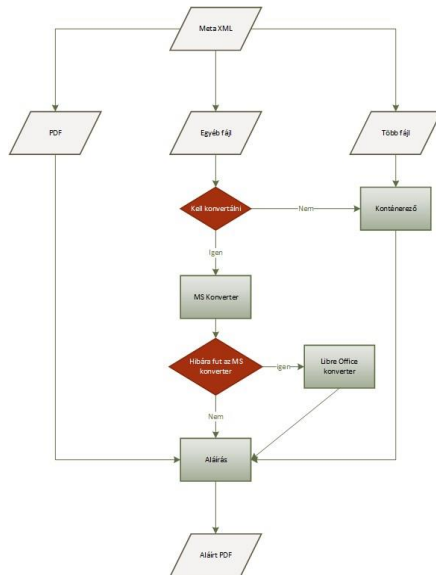 Meta XML
PDF
Egyéb fájl
Több fájl
Kell konvertálni
Nem
Konténerező
Igen
MS Konverter
Hibára fut az MS
konverter
igen
Libre Office
konverter
Nem
Aláírás
Aláírt PDF